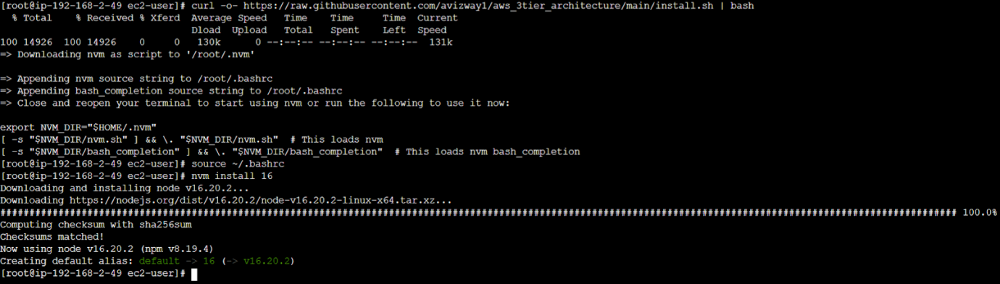 [root@ip-192-168-2-49 ec2-user]# curl -o- https://raw.githubusercontent.com/avizway1/aws_3tier_architecture/main/install.sh | bash
  % Total    % Received % Xferd  Average Speed   Time    Time     Time  Current
                                 Dload  Upload   Total   Spent    Left  Speed
100 14926  100 14926    0     0   130k      0 --:--:-- --:--:-- --:--:--  131k
=> Downloading nvm as script to '/root/.nvm'
=> Appending nvm source string to /root/.bashrc
=> Appending bash_completion source string to /root/.bashrc
=> Close and reopen your terminal to start using nvm or run the following to use it now:
export NVM_DIR="$HOME/.nvm"
[ -s "$NVM_DIR/nvm.sh" ] && \. "$NVM_DIR/nvm.sh"  # This loads nvm
[ -s "$NVM_DIR/bash_completion" ] && \. "$NVM_DIR/bash_completion"  # This loads nvm bash_completion
[root@ip-192-168-2-49 ec2-user]# source ~/.bashrc
[root@ip-192-168-2-49 ec2-user]# nvm install 16
Downloading and installing node v16.20.2...
Downloading https://nodejs.org/dist/v16.20.2/node-v16.20.2-linux-x64.tar.xz...
##################################################################################################################################################################### 100.0%
Computing checksum with sha256sum
Checksums matched!
Now using node v16.20.2 (npm v8.19.4)
Creating default alias: default -> 16 (-> v16.20.2)
[root@ip-192-168-2-49 ec2-user]#